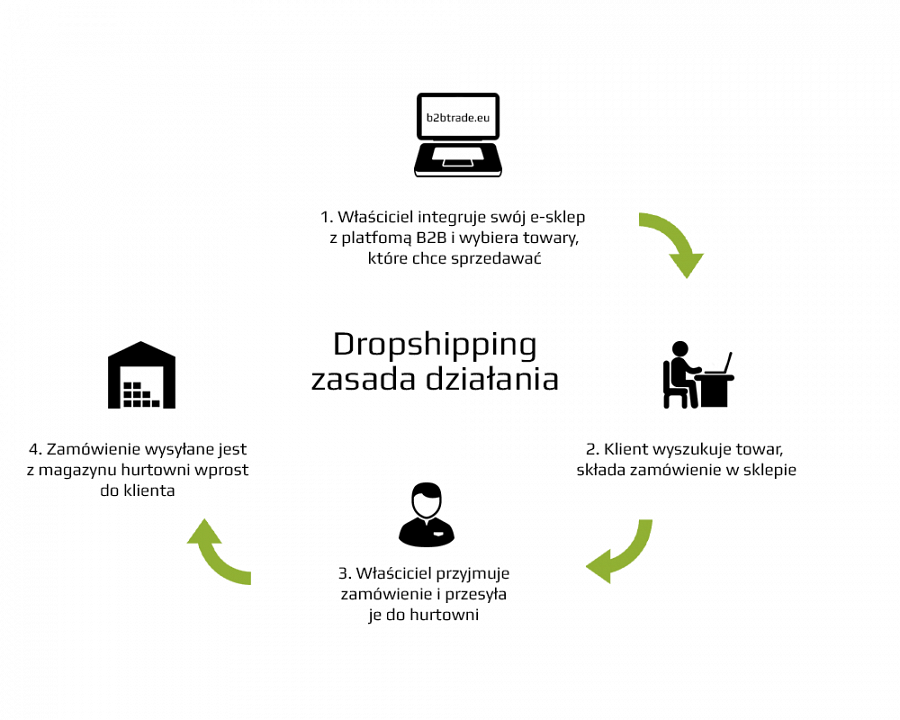 b2btrade.eu
1. Właściciel integruje swój e-sklep
z platfomą B2B i wybiera towary,
które chce sprzedawać
Dropshipping
zasada działania
2. Klient wyszukuje towar,
składa zamówienie w sklepie
3. Właściciel przyjmuje
zamówienie i przesyła
je do hurtowni
4. Zamówienie wysyłane jest
z magazynu hurtowni wprost
do klienta